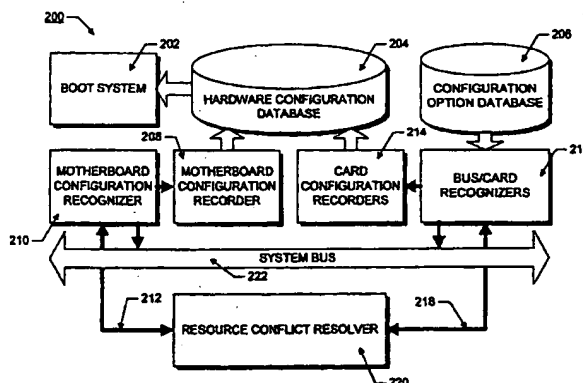 200
202
204
206
BOOT SYSTEM
HARDWARE CONFIGURATION
DATABASE
CONFIGURATION
OPTION DATABASE
208
214
MOTHERBOARD
CONFIGURATION
RECOGNIZER
MOTHERBOARD
CONFIGURATION
RECORDER
CARD
CONFIGURATION
RECORDERS
BUS/CARD
RECOGNIZERS
210
SYSTEM BUS
222
212
218
RESOURCE CONFLICT RESOLVER
220